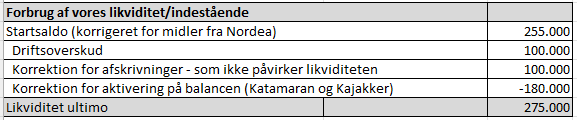 Forbrug af vores likviditet/indestående
Startsaldo (korrigeret for midler fra Nordea) 255.000
Driftsoverskud 100.000
Korrektion for afskrivninger - som ikke påvirker likviditeten 100.000
Korrektion for aktivering på balancen (Katamaran og Kajakker) -180.000
Likviditet ultimo 275.000